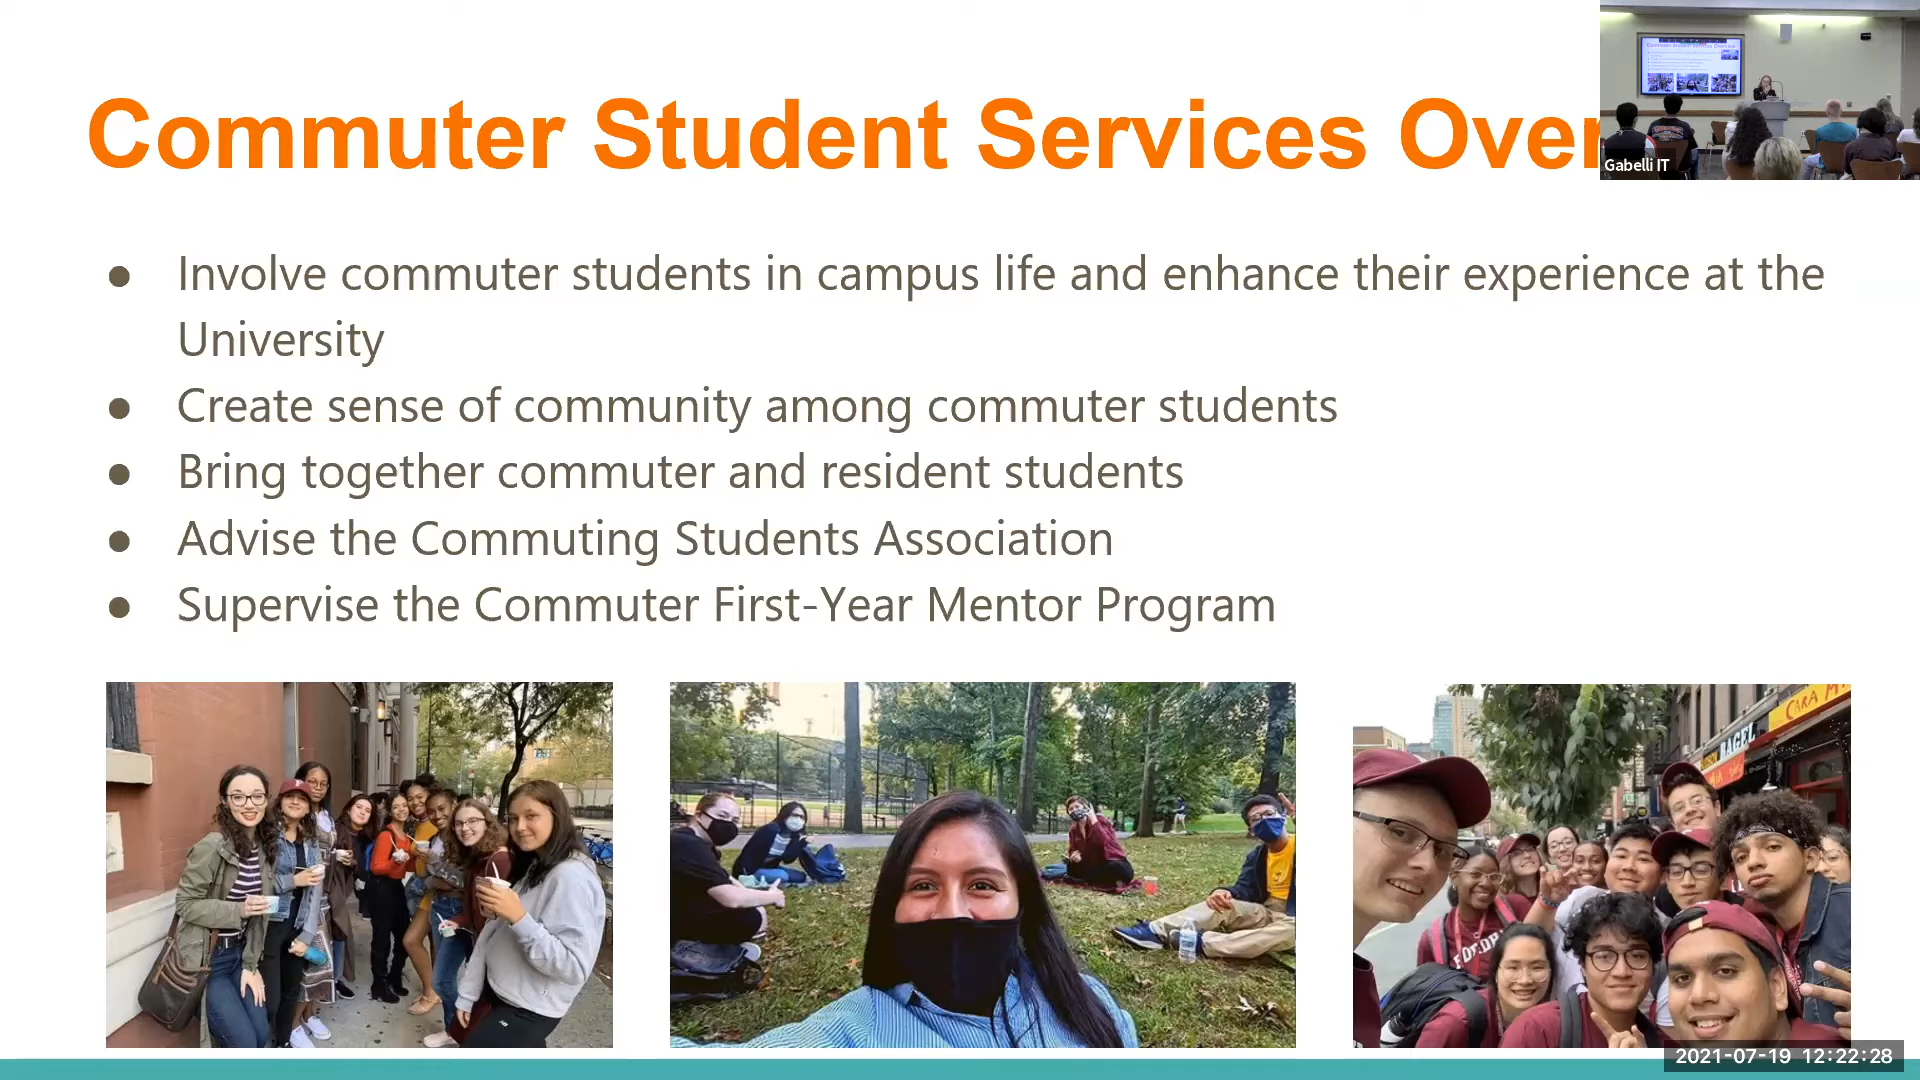 Commuter Student Services Over
Gabelli IT
● Involve commuter students in campus life and enhance their experience at the
University
● Create sense of community among commuter students
● Bring together commuter and resident students
● Advise the Commuting Students Association
● Supervise the Commuter First-Year Mentor Program
CARA
BAGEL
2021-07-19 12:22:28